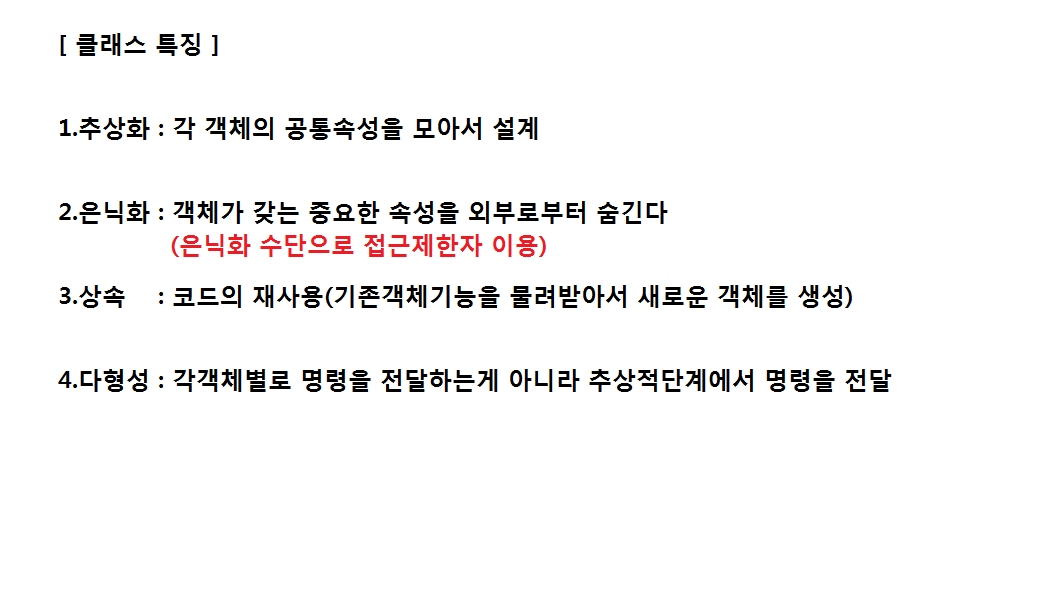 [ 클래스 특징 ]
1.추상화 : 각 객체의 공통속성을 모아서 설계
2.은닉화 : 객체가 갖는 중요한 속성을 외부로부터 숨긴다
(은닉화 수단으로 접근제한자 이용)
3.상속 : 코드의 재사용(기존객체기능을 물려받아서 새로운 객체를 생성)
4.다형성 : 각객체별로 명령을 전달하는게 아니라 추상적단계에서 명령을 전달